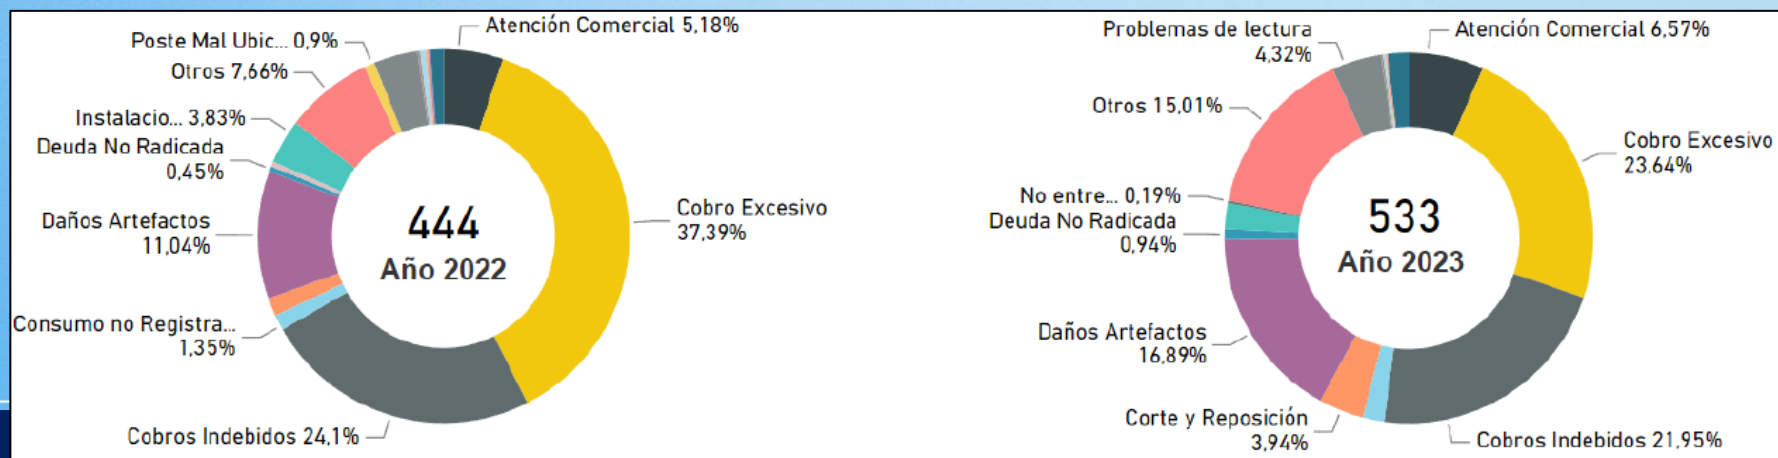 Atención Comercial 5,18%
Poste Mal Ubic... 0,9%
Otros 7,66%
Instalacio... 3,83%
Deuda No Radicada
0,45%
Daños Artefactos
11,04%
Consumo no Registra...
1,35%
Cobros Indebidos 24,1%
Cobro Excesivo
37,39%
444
Año 2022
Problemas de lectura
4,32%
Atención Comercial 6,57%
Otros 15,01%
Cobro Excesivo
23.64%
No entre... 0,19%
Deuda No Radicada
0,94%
Daños Artefactos
16,89%
Corte y Reposición
3,94%
Cobros Indebidos 21,95%
533
Año 2023